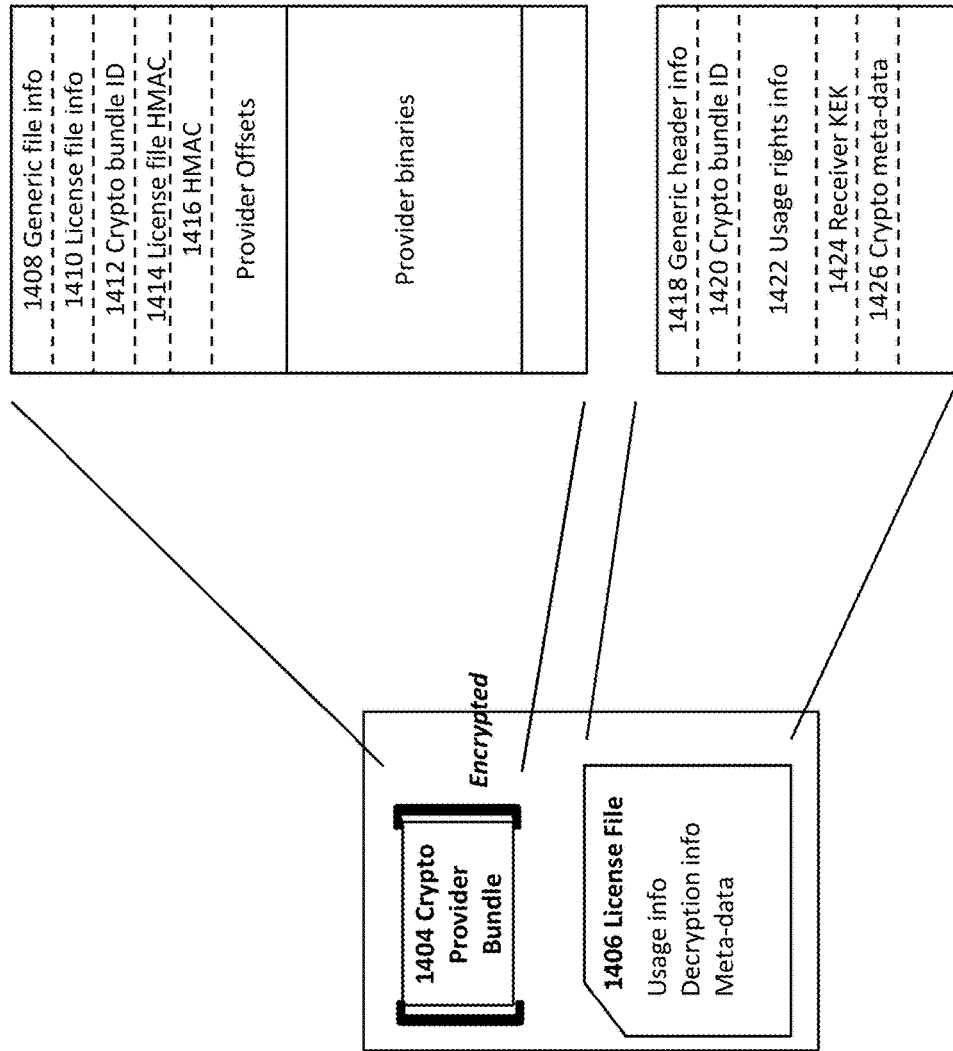 1404 Crypto
Provider
Bundle
Encrypted
1406 License File
Usage info
Decryption info
Meta-data
1408 Generic file info
1410 License file info
1412 Crypto bundle ID
1414 License file HMAC
1416 HMAC
Provider Offsets
Provider binaries
1418 Generic header info
1420 Crypto bundle ID
1422 Usage rights info
1424 Receiver KEK
1426 Crypto meta-data